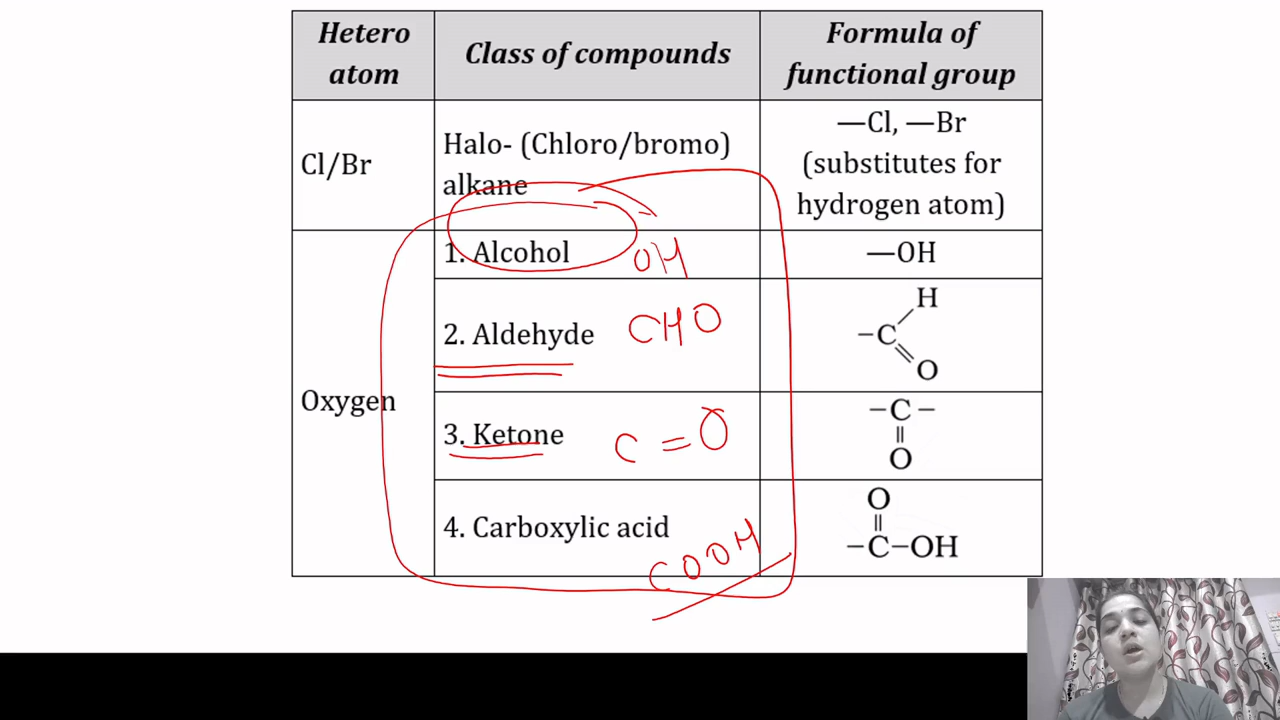 Hetero
atom
Class of compounds
Formula of
functional group
Cl/Br
Halo- (Chloro/bromo)
alkane
—Cl, —Br
(substitutes for
hydrogen atom)
Oxygen
1. Alcohol
OH
—OH
2. Aldehyde
CHO
H
–C
O
3. Ketone
C = O
–C–
||
O
4. Carboxylic acid
COOH
O
||
–C–OH